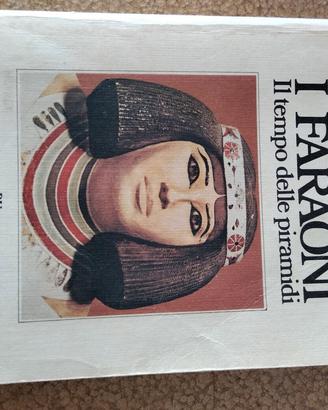 I FARAONI
Il tempo delle piramidi